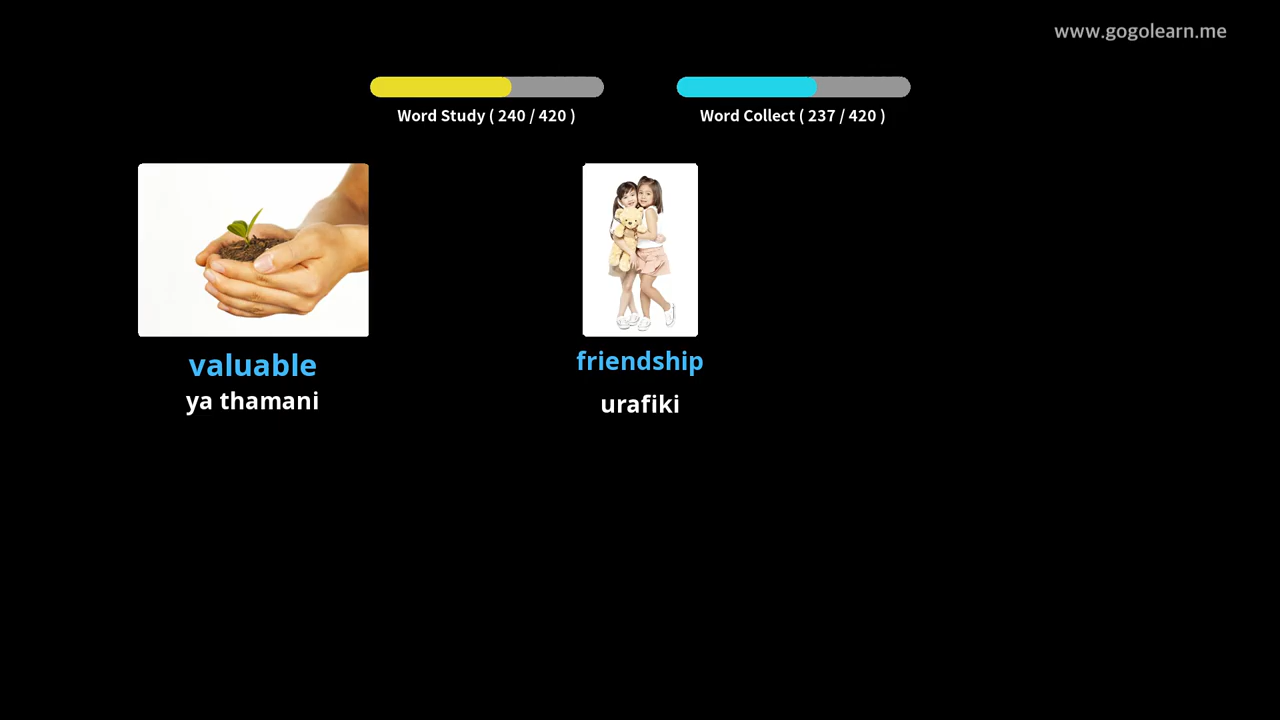 www.gogolearn.me
Word Study ( 240 / 420 )
Word Collect ( 237 / 420 )
valuable
ya thamani
friendship
urafiki